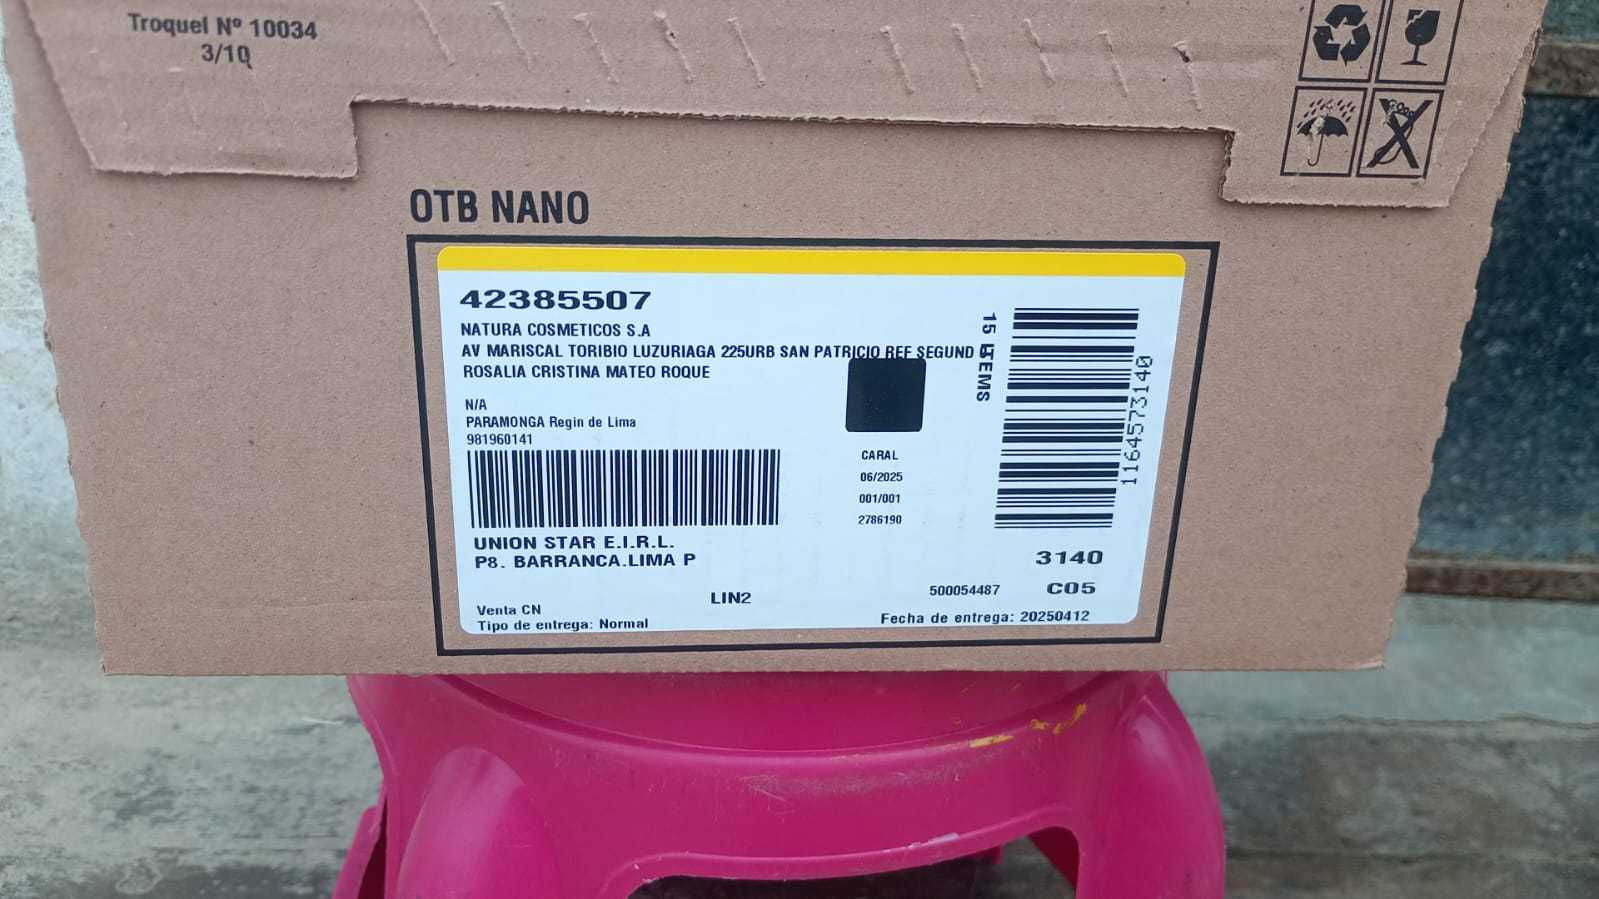 Troquel Nº 10034
3/10
OTB NANO
42385507
NATURA COSMETICOS S.A
AV MARISCAL TORIBIO LUZURIAGA 225URB SAN PATRICIO REF SEGUND
ROSALIA CRISTINA MATEO ROQUE
N/A
PARAMONGA Regin de Lima
981960141
UNION STAR E.I.R.L.
P8. BARRANCA.LIMA P
LIN2
Venta CN
Tipo de entrega: Normal
CARAL
06/2025
001/001
2786190
15 ITEMS
1164573140
3140
500054487
C05
Fecha de entrega: 20250412